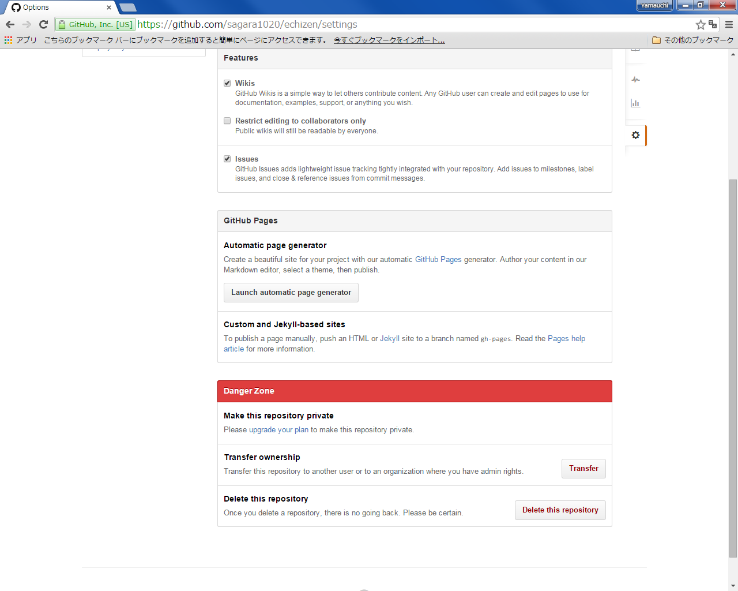 Options
Yamauchi
GitHub, Inc. [US] https://github.com/sagara1020/echizen/settings
アプリ こちらのブックマーク バーにブックマークを追加すると簡単にページにアクセスできます。 今すぐブックマークをインポート... その他のブックマーク
Features
Wikis
GitHub Wikis is a simple way to let others contribute content. Any GitHub user can create and edit pages to use for
documentation, examples, support, or anything you wish.
Restrict editing to collaborators only
Public wikis will still be readable by everyone.
Issues
GitHub Issues adds lightweight issue tracking tightly integrated with your repository. Add issues to milestones, label
issues, and close & reference issues from commit messages.
GitHub Pages
Automatic page generator
Create a beautiful site for your project with our automatic GitHub Pages generator. Author your content in our
Markdown editor, select a theme, then publish.
Launch automatic page generator
Custom and Jekyll-based sites
To publish a page manually, push an HTML or Jekyll site to a branch named gh-pages. Read the Pages help
article for more information.
Danger Zone
Make this repository private
Please upgrade your plan to make this repository private.
Transfer ownership
Transfer this repository to another user or to an organization where you have admin rights.
Transfer
Delete this repository
Once you delete a repository, there is no going back. Please be certain.
Delete this repository